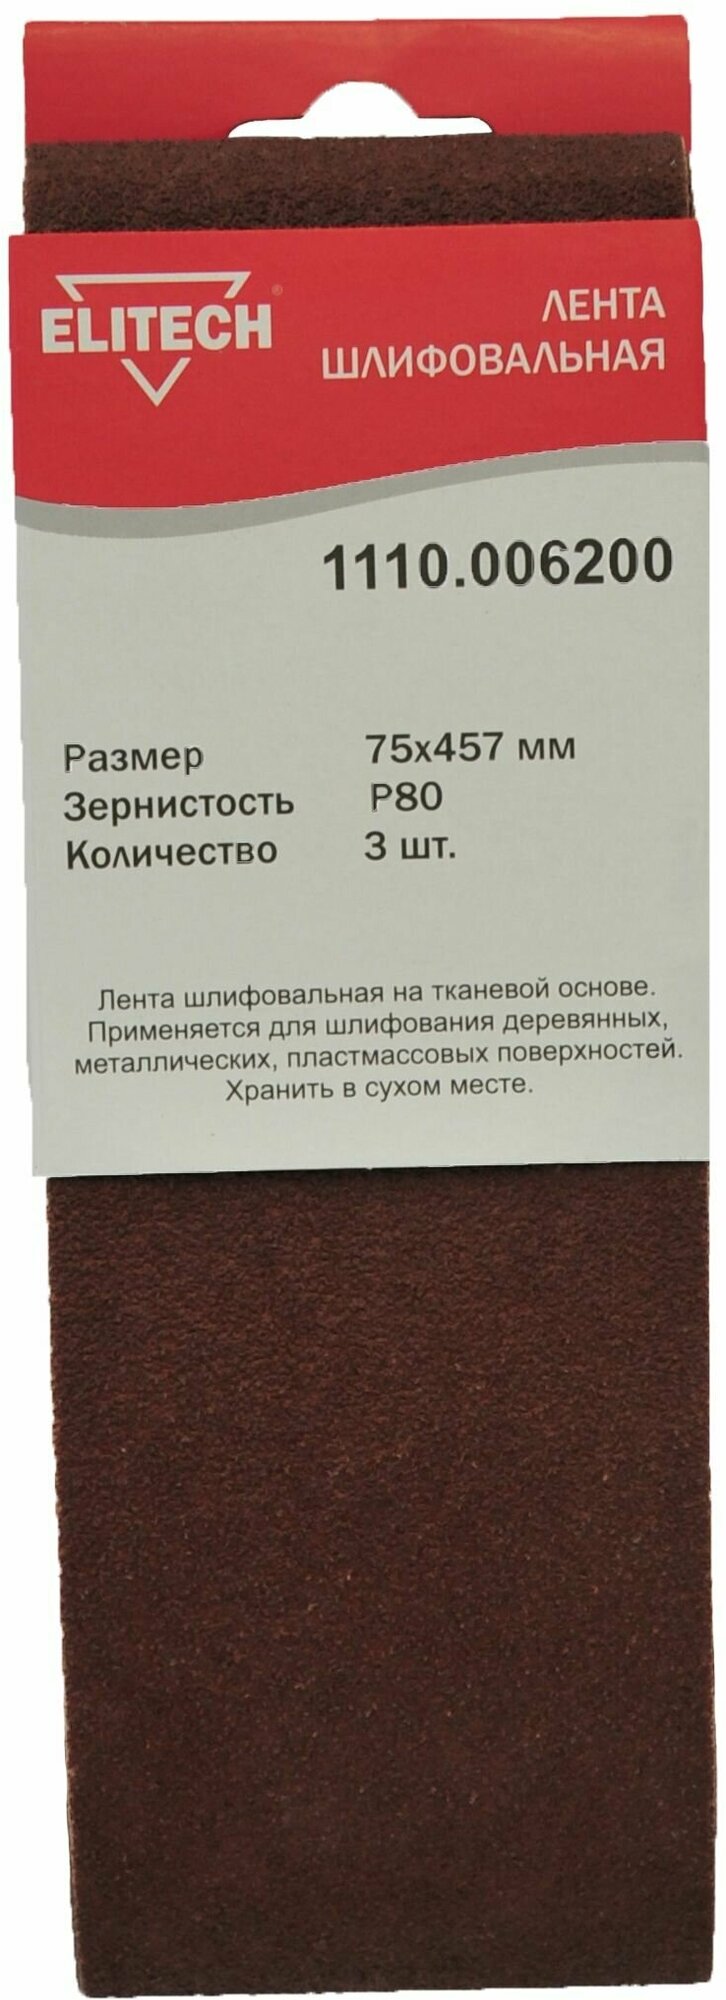 ELITECH®
ЛЕНТА
ШЛИФОВАЛЬНАЯ
1110.006200
Размер 75x457 мм
Зернистость P80
Количество 3 шт.
Лента шлифовальная на тканевой основе.
Применяется для шлифования деревянных,
металлических, пластмассовых поверхностей.
Хранить в сухом месте.